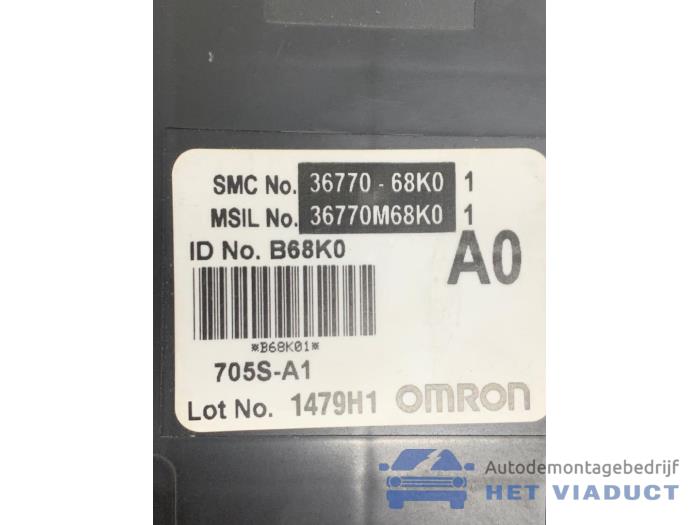 SMC No. 36770 - 68K0 1
MSIL No. 36770M68K0 1
ID No. B68K0
A0
*B68K01*
705S-A1
Lot No. 1479H1 OMRON
Autodemontagebedrijf
HET VIADUCT